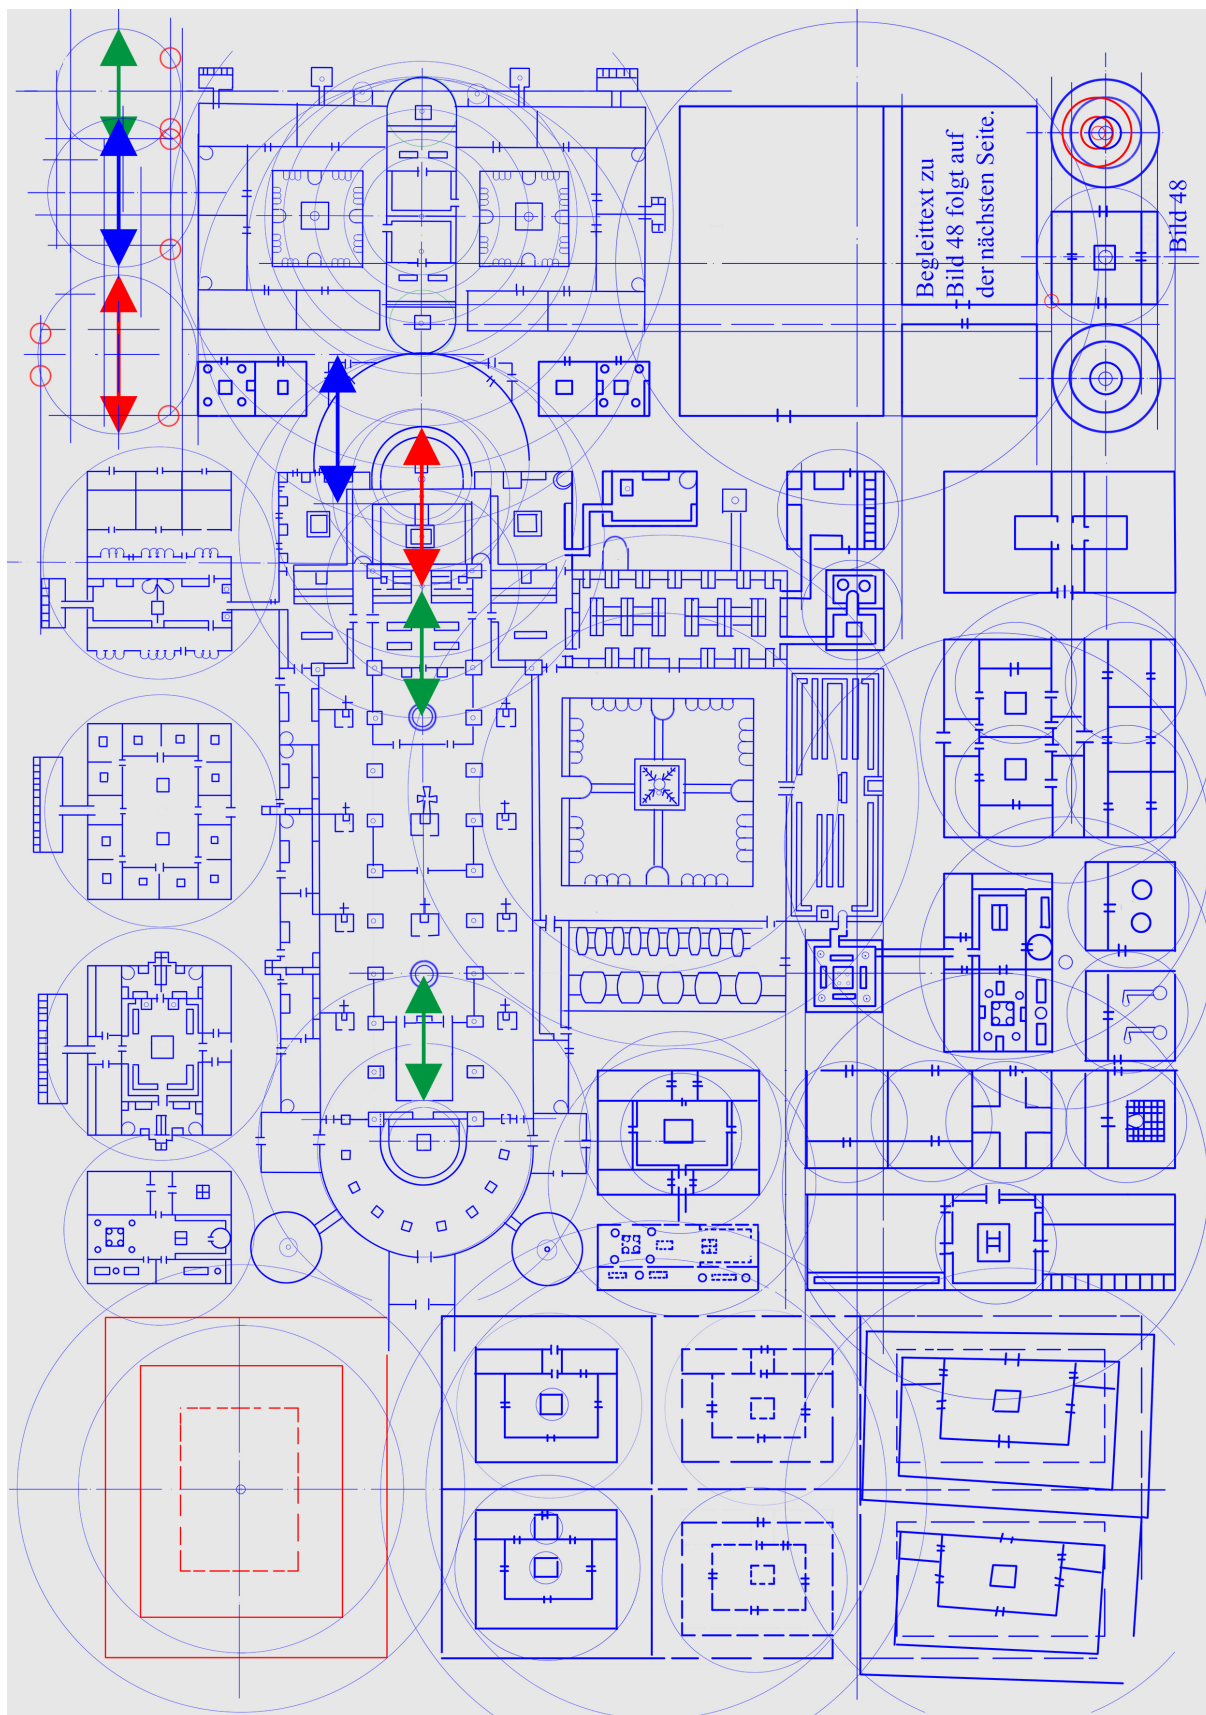 Begleittext zu
Bild 48 folgt auf
der nächsten Seite.
Bild 48